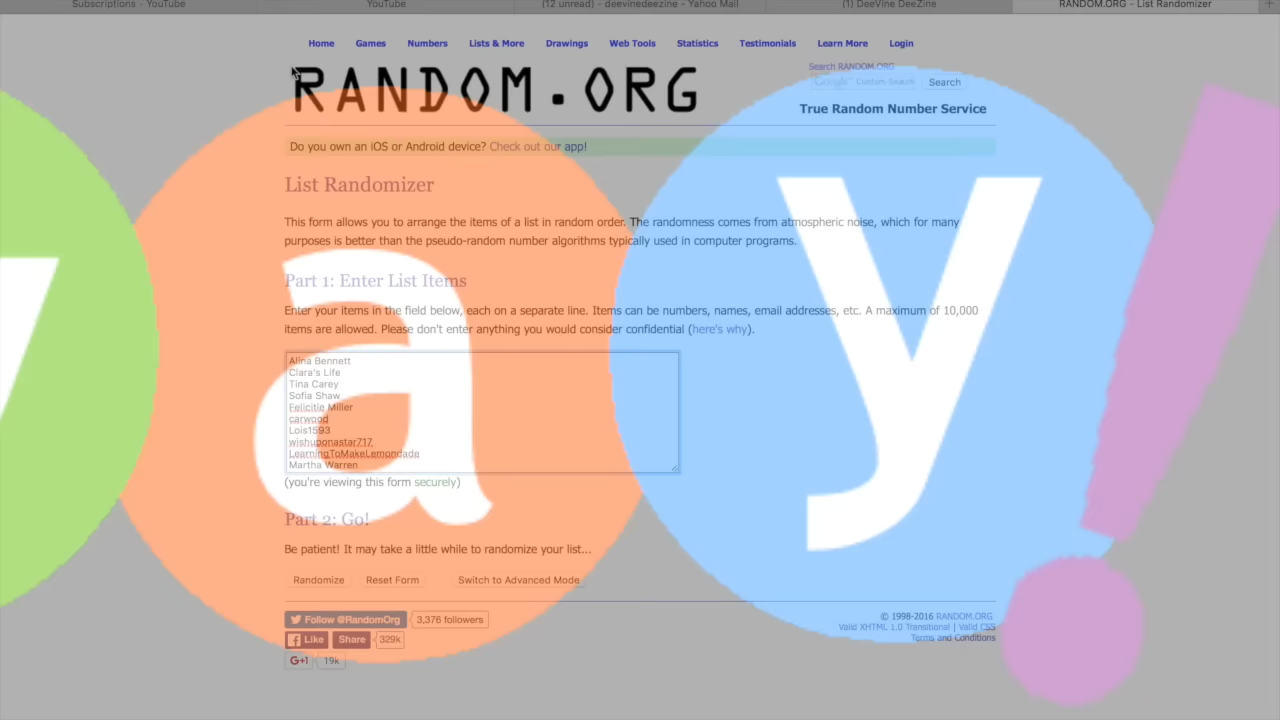 Subscriptions - YouTube
YouTube
(12 unread) - deevinedeezine - Yahoo Mail
(1) DeeVine DeeZine
RANDOM.ORG - List Randomizer
Home Games Numbers Lists & More Drawings Web Tools Statistics Testimonials Learn More Login
RANDOM.ORG
Search RANDOM.ORG
Google Custom Search
Search
True Random Number Service
Do you own an iOS or Android device? Check out our app!
List Randomizer
This form allows you to arrange the items of a list in random order. The randomness comes from atmospheric noise, which for many
purposes is better than the pseudo-random number algorithms typically used in computer programs.
Part 1: Enter List Items
Enter your items in the field below, each on a separate line. Items can be numbers, names, email addresses, etc. A maximum of 10,000
items are allowed. Please don't enter anything you would consider confidential (here's why).
Alina Bennett
Clara's Life
Tina Carey
Sofia Shaw
Felicitie Miller
carwood
Lois1593
wishuponastar717
LearningToMakeLemondade
Martha Warren
(you're viewing this form securely)
Part 2: Go!
Be patient! It may take a little while to randomize your list...
Randomize Reset Form Switch to Advanced Mode
Follow @RandomOrg 3,376 followers
Like Share 329k
G+1 19k
© 1998-2016 RANDOM.ORG
Valid XHTML 1.0 Transitional | Valid CSS
Terms and Conditions
ay!